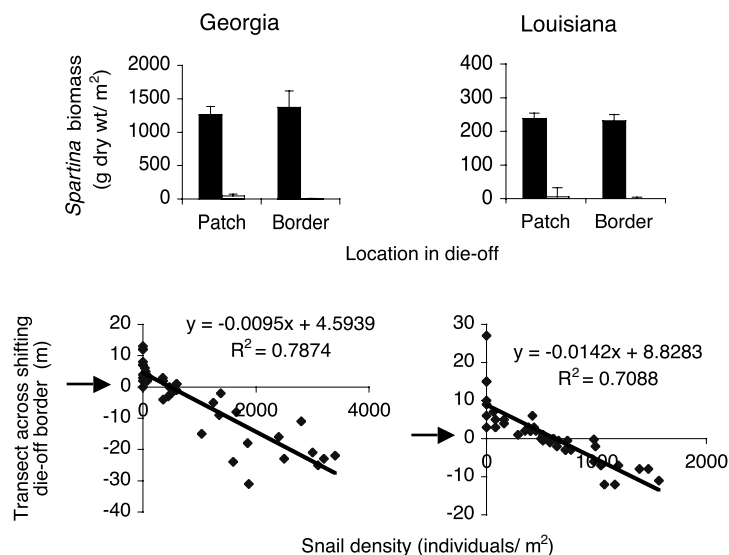 Georgia
Louisiana
Spartina biomass
(g dry wt/ m²)
2000
1500
1000
500
0
Patch
Border
400
300
200
100
0
Patch
Border
Location in die-off
Transect across shifting
die-off border (m)
20
10
0
-10
-20
-30
-40
0
2000
4000
y = -0.0095x + 4.5939
R² = 0.7874
30
20
10
0
-10
-20
0
1000
2000
y = -0.0142x + 8.8283
R² = 0.7088
Snail density (individuals/ m²)